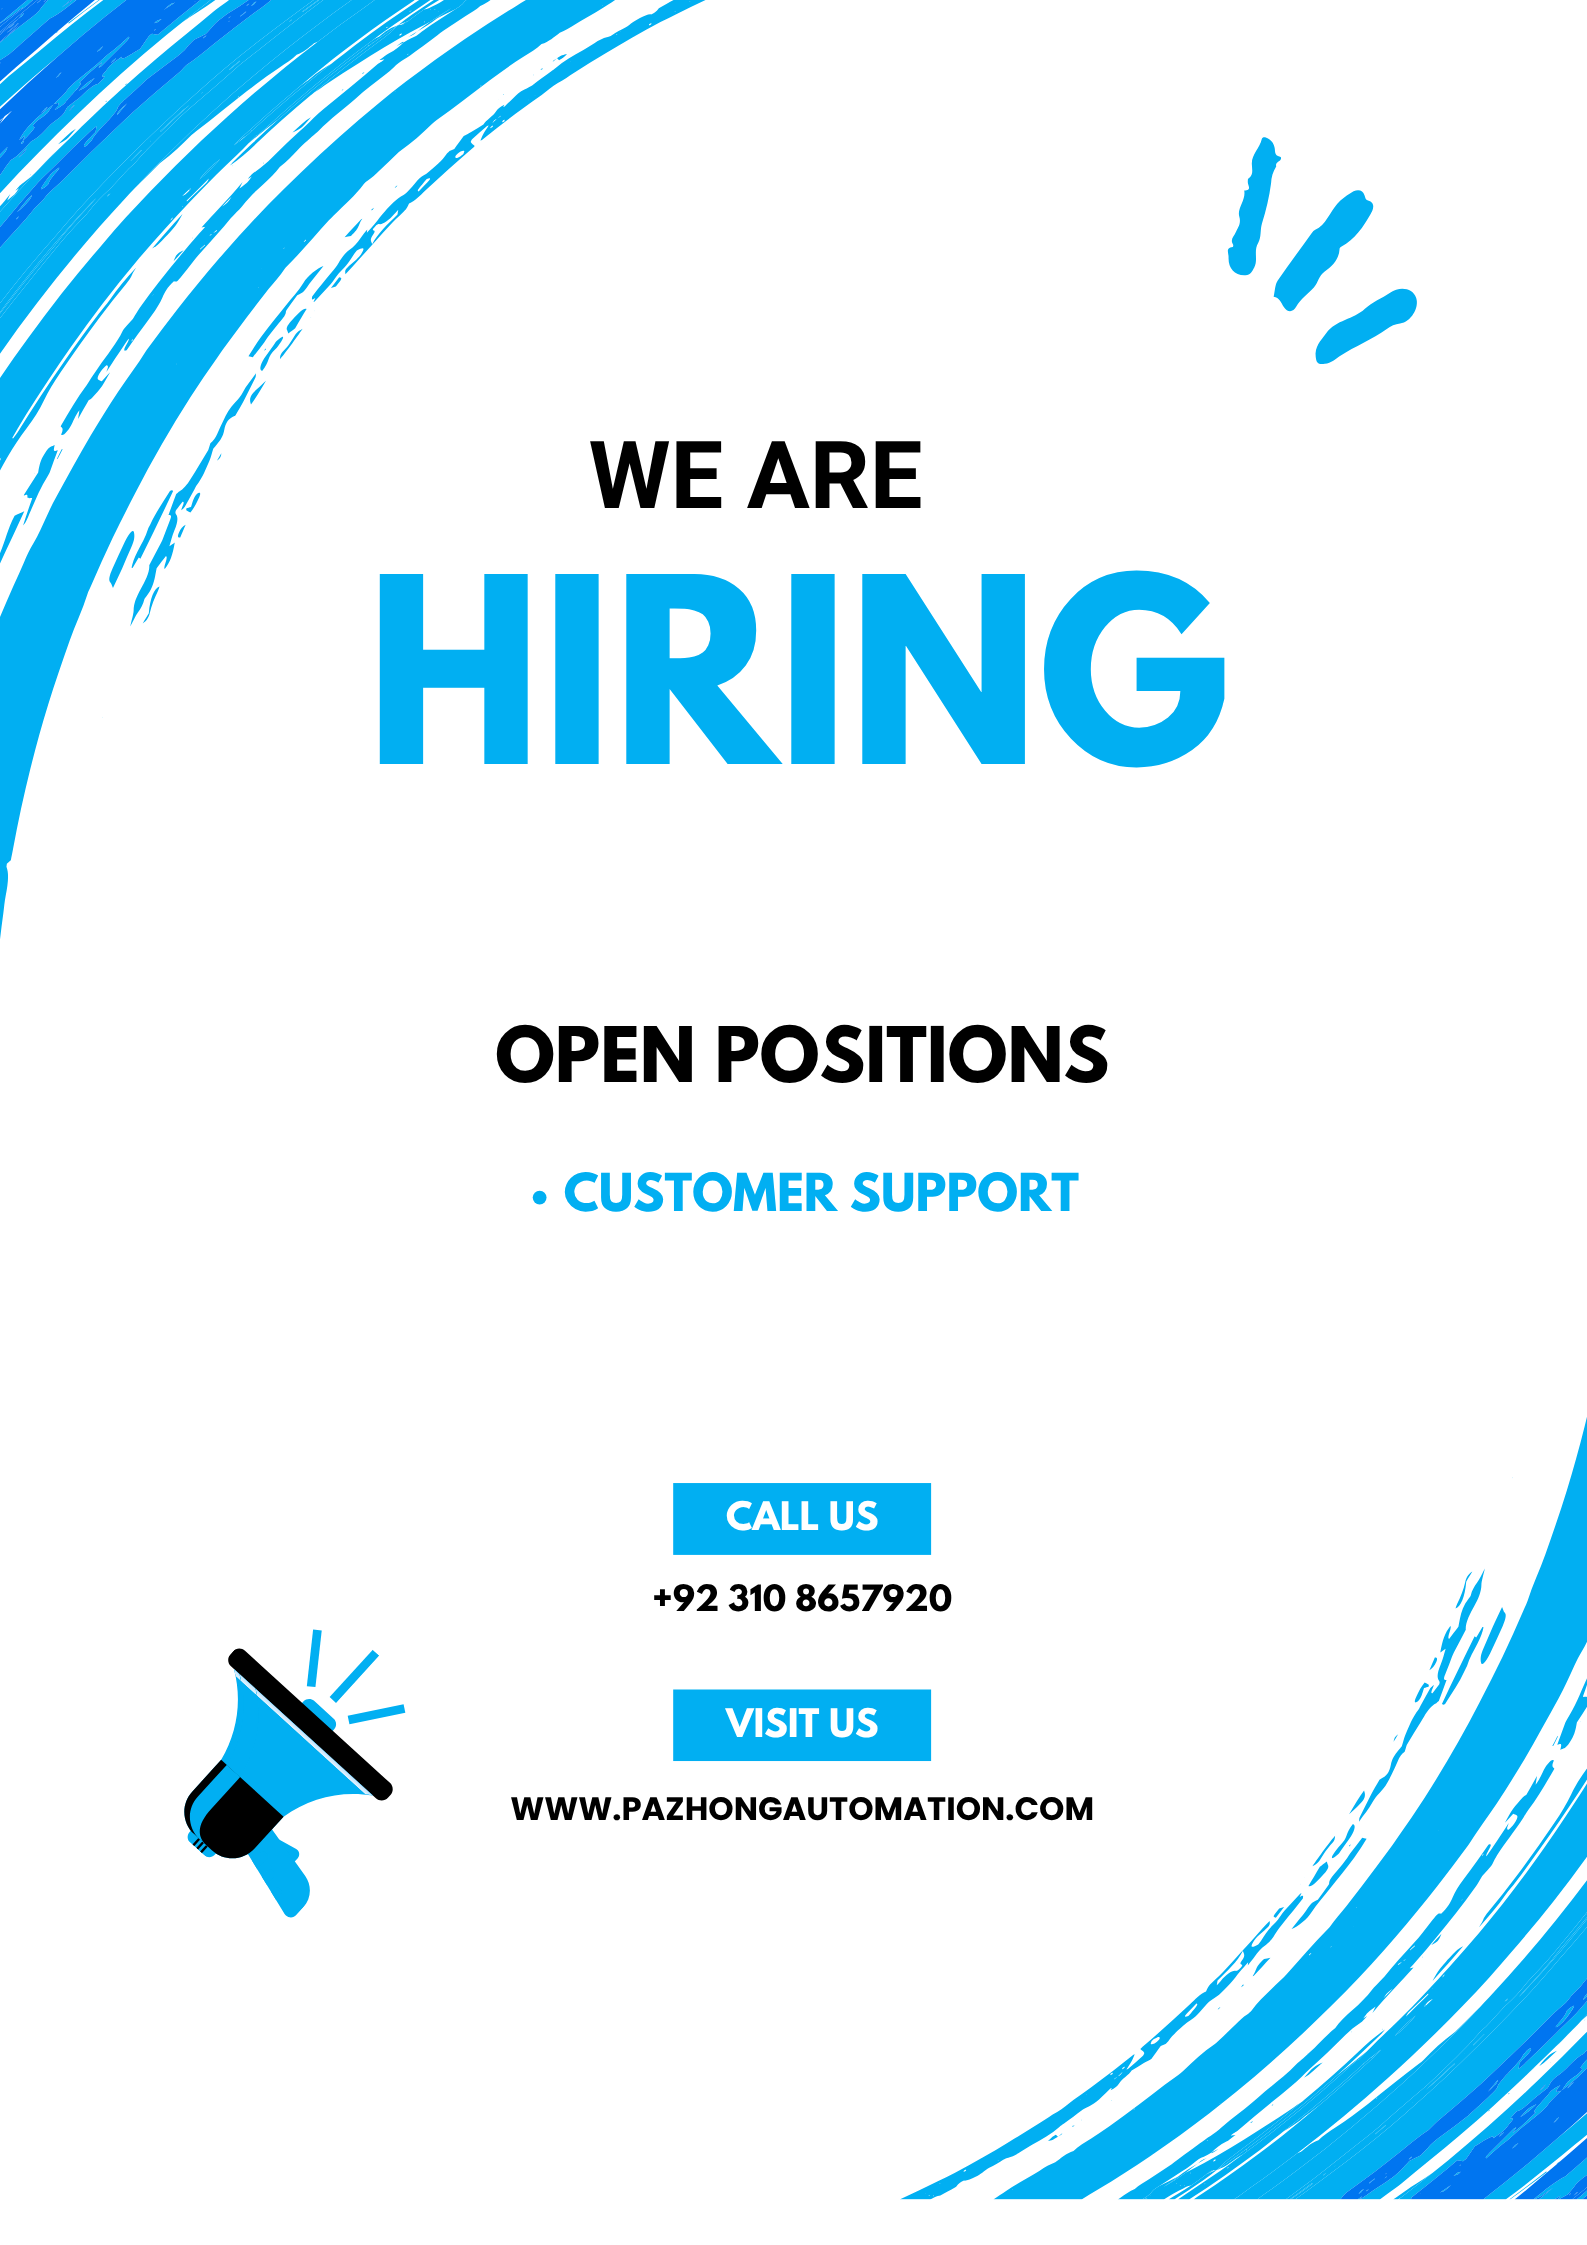 WE ARE
HIRING
OPEN POSITIONS
• CUSTOMER SUPPORT
CALL US
+92 310 8657920
VISIT US
WWW.PAZHONGAUTOMATION.COM